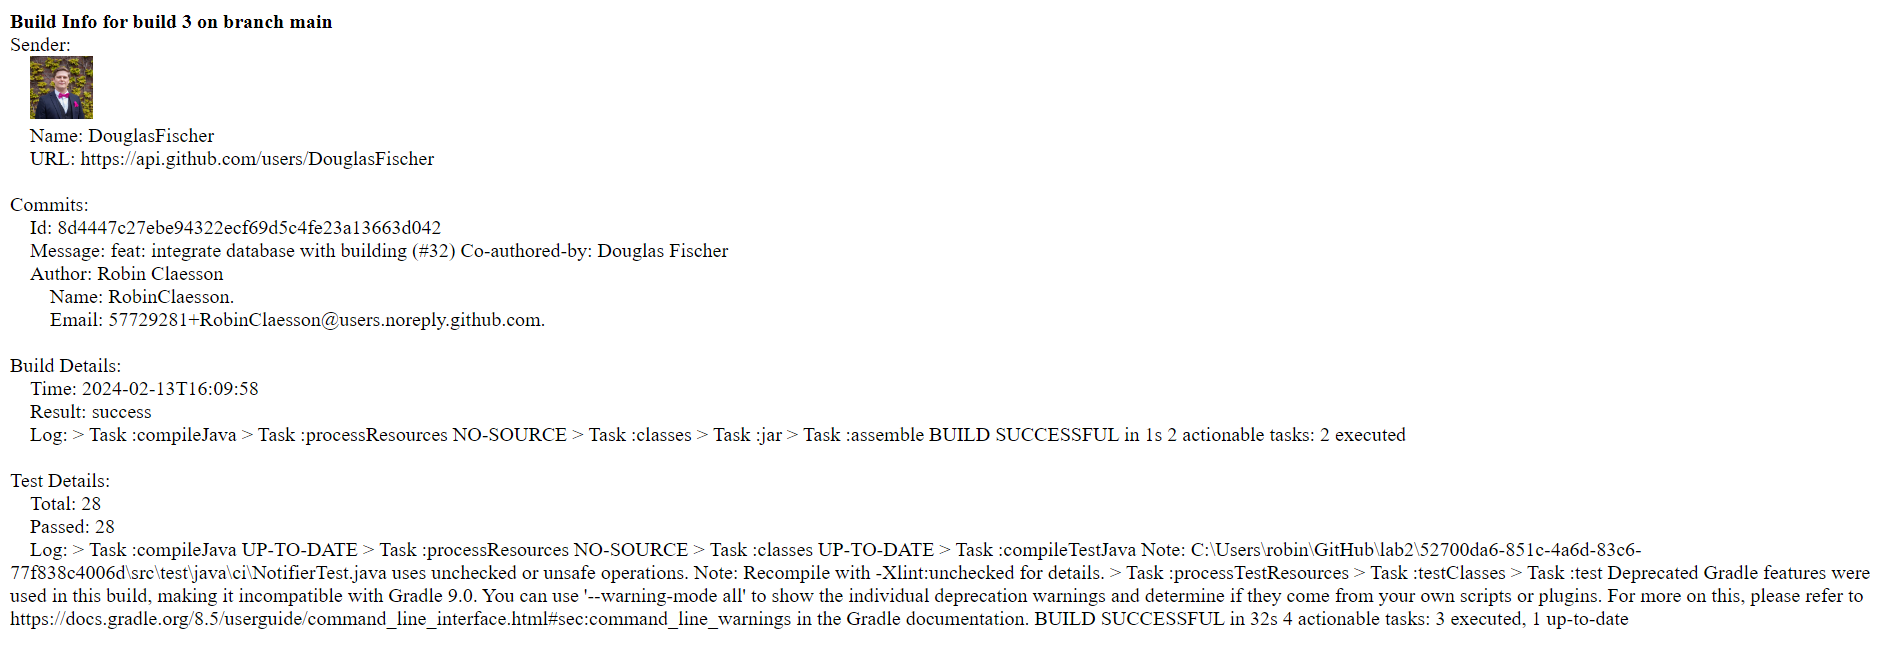 Build Info for build 3 on branch main
Sender:
Name: DouglasFischer
URL: https://api.github.com/users/DouglasFischer
Commits:
Id: 8d4447c27ebe94322ecf69d5c4fe23a13663d042
Message: feat: integrate database with building (#32) Co-authored-by: Douglas Fischer
Author: Robin Claesson
Name: RobinClaesson.
Email: 57729281+RobinClaesson@users.noreply.github.com.
Build Details:
Time: 2024-02-13T16:09:58
Result: success
Log: > Task :compileJava > Task :processResources NO-SOURCE > Task :classes > Task :jar > Task :assemble BUILD SUCCESSFUL in 1s 2 actionable tasks: 2 executed
Test Details:
Total: 28
Passed: 28
Log: > Task :compileJava UP-TO-DATE > Task :processResources NO-SOURCE > Task :classes UP-TO-DATE > Task :compileTestJava Note: C:\Users\robin\GitHub\lab2\52700da6-851c-4a6d-83c6-
77f838c4006d\src\test\java\ci\NotifierTest.java uses unchecked or unsafe operations. Note: Recompile with -Xlint:unchecked for details. > Task :processTestResources > Task :testClasses > Task :test Deprecated Gradle features were
used in this build, making it incompatible with Gradle 9.0. You can use '--warning-mode all' to show the individual deprecation warnings and determine if they come from your own scripts or plugins. For more on this, please refer to
https://docs.gradle.org/8.5/userguide/command_line_interface.html#sec:command_line_warnings in the Gradle documentation. BUILD SUCCESSFUL in 32s 4 actionable tasks: 3 executed, 1 up-to-date